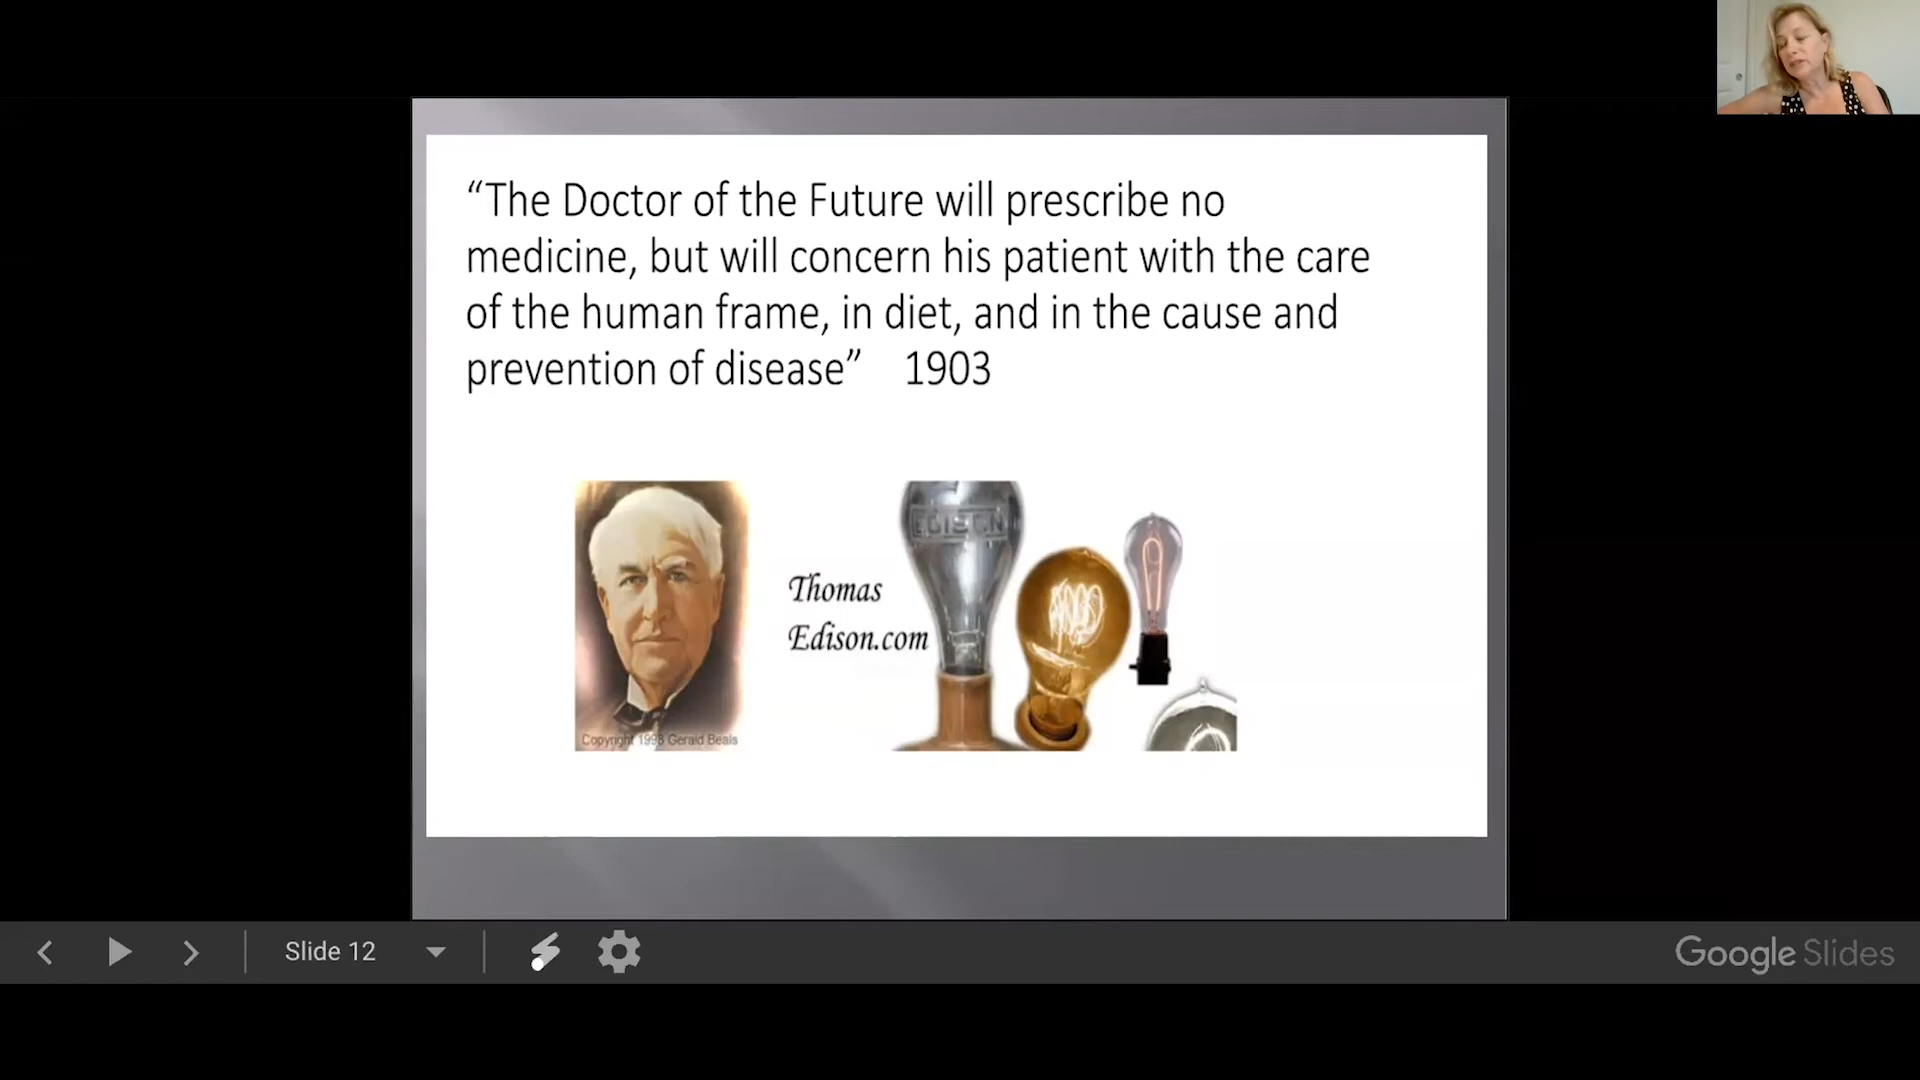 “The Doctor of the Future will prescribe no
medicine, but will concern his patient with the care
of the human frame, in diet, and in the cause and
prevention of disease” 1903
EDISON
Thomas
Edison.com
Copyright 1998 Gerald Beals
Slide 12
Google Slides